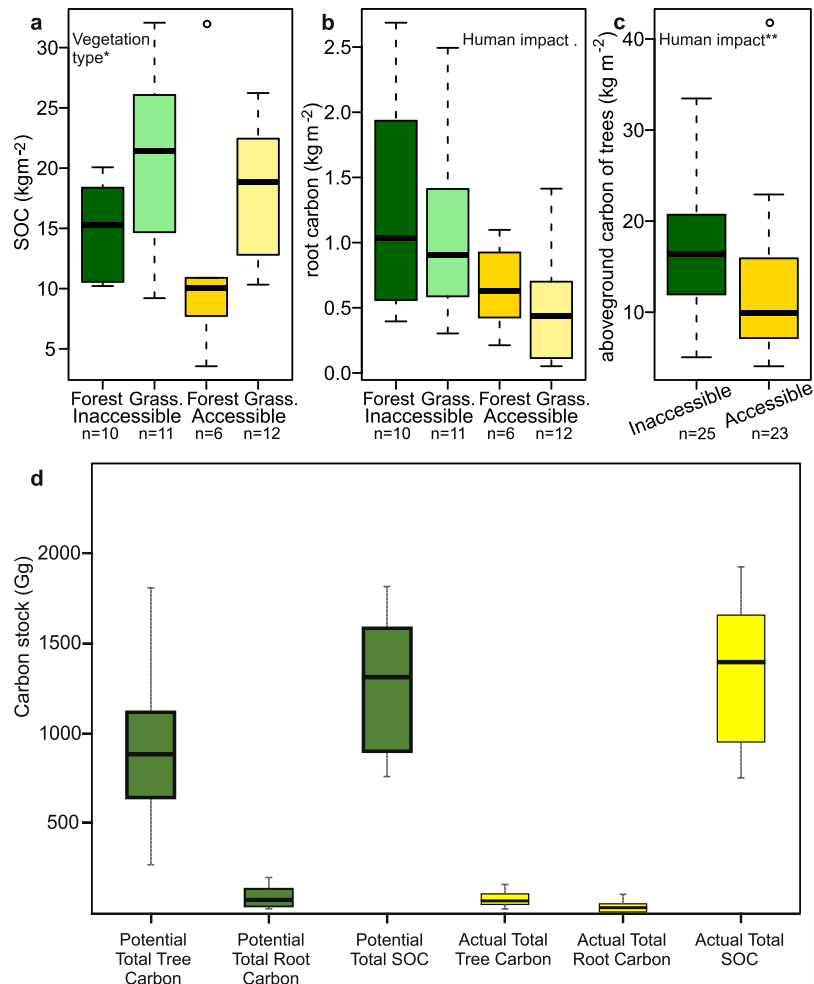 a
Vegetation
type*
SOC (kgm-2)
30
25
20
15
10
5
Forest Grass. Forest Grass.
Inaccessible Accessible
n=10 n=11 n=6 n=12
b
Human impact .
root carbon (kgm-2)
2.5
2.0
1.5
1.0
0.5
0.0
Forest Grass. Forest Grass.
Inaccessible Accessible
n=10 n=11 n=6 n=12
c
Human impact**
aboveground carbon of trees (kg m-2)
40
30
20
10
Inaccessible Accessible
n=25 n=23
d
Carbon stock (Gg)
2000
1500
1000
500
Potential
Total Tree
Carbon
Potential
Total Root
Carbon
Potential
Total SOC
Actual Total
Tree Carbon
Actual Total
Root Carbon
Actual Total
SOC